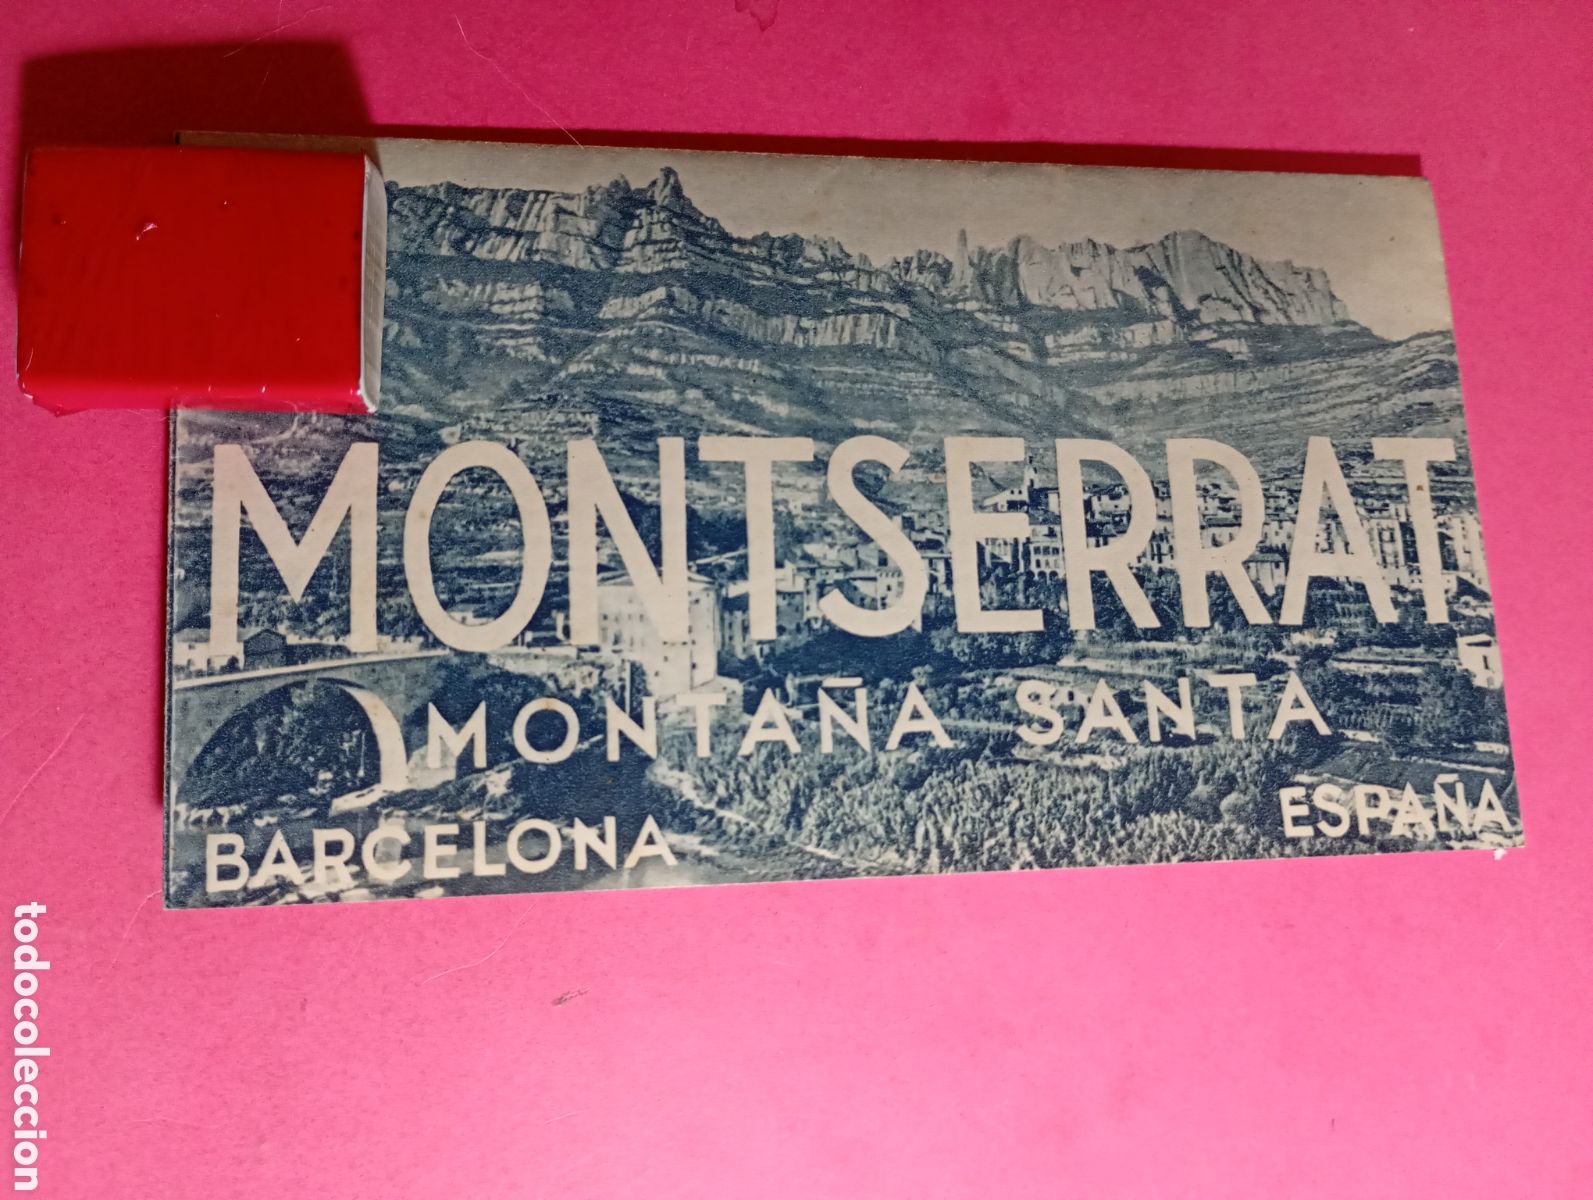 MONTSERRAT
MONTAÑA SANTA
BARCELONA
ESPAÑA
todocoleccion